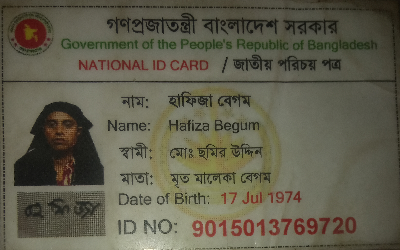 গণপ্রজাতন্ত্রী বাংলাদেশ সরকার
Government of the People's Republic of Bangladesh
NATIONAL ID CARD / জাতীয় পরিচয় পত্র
নাম: হাফিজা বেগম
Name: Hafiza Begum
স্বামী: মোঃ ছমির উদ্দিন
মাতা: মৃত মালেকা বেগম
Date of Birth: 17 Jul 1974
ID NO: 9015013769720